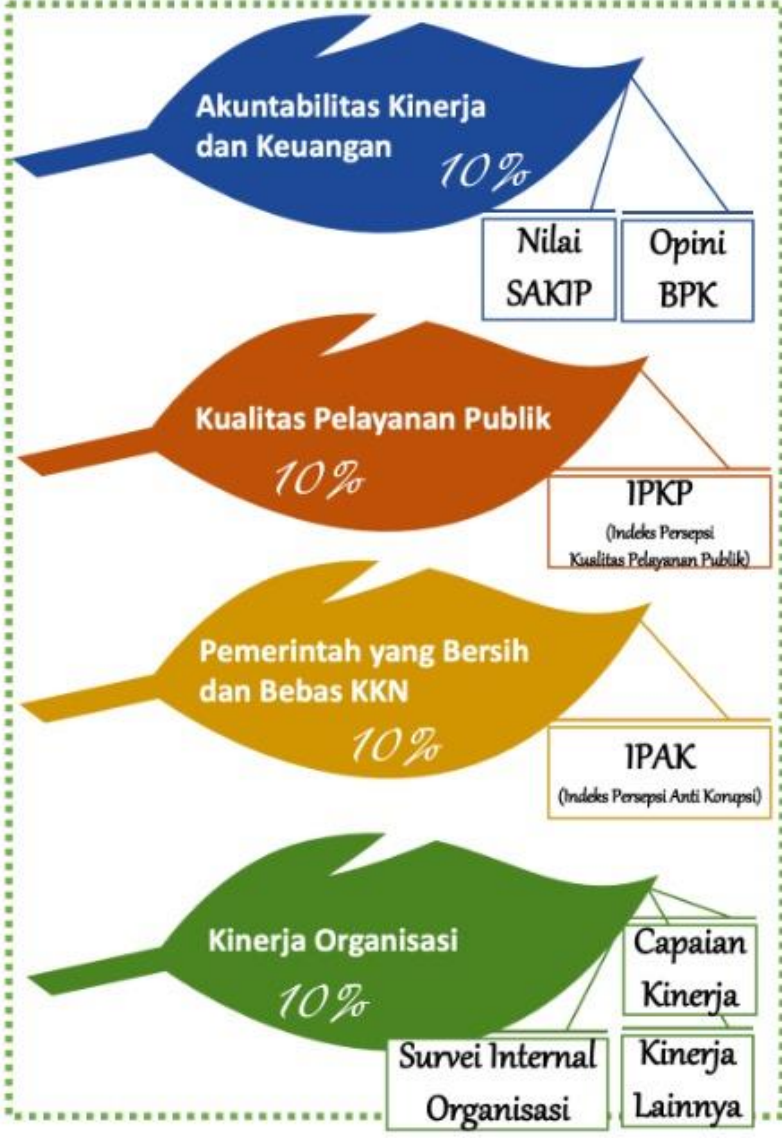 Akuntabilitas Kinerja
dan Keuangan
10%
Nilai
SAKIP
Opini
BPK
Kualitas Pelayanan Publik
10%
IPKP
(Indeks Persepsi
Kualitas Pelayanan Publik)
Pemerintah yang Bersih
dan Bebas KKN
10%
IPAK
(Indeks Persepsi Anti Korupsi)
Kinerja Organisasi
10%
Capaian
Kinerja
Survei Internal
Organisasi
Kinerja
Lainnya